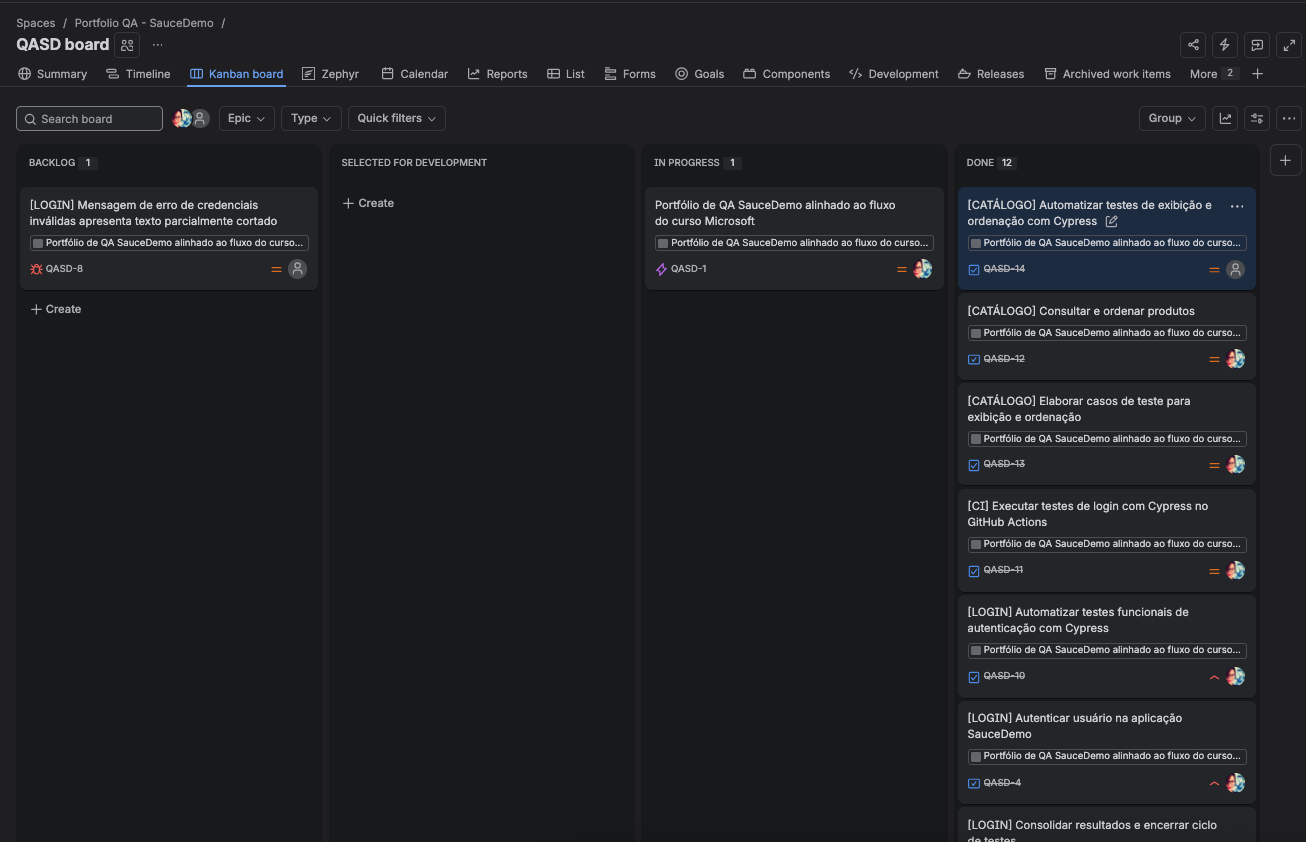 Spaces / Portfolio QA - SauceDemo /
QASD board
Summary Timeline Kanban board Zephyr Calendar Reports List Forms Goals Components Development Releases Archived work items More 2
Search board Epic Type Quick filters Group
BACKLOG 1
[LOGIN] Mensagem de erro de credenciais
inválidas apresenta texto parcialmente cortado
Portfólio de QA SauceDemo alinhado ao fluxo do curso...
QASD-8
Create
SELECTED FOR DEVELOPMENT
Create
IN PROGRESS 1
Portfólio de QA SauceDemo alinhado ao fluxo
do curso Microsoft
Portfólio de QA SauceDemo alinhado ao fluxo do curso...
QASD-1
DONE 12
[CATÁLOGO] Automatizar testes de exibição e
ordenação com Cypress
Portfólio de QA SauceDemo alinhado ao fluxo do curso...
QASD-14
[CATÁLOGO] Consultar e ordenar produtos
Portfólio de QA SauceDemo alinhado ao fluxo do curso...
QASD-12
[CATÁLOGO] Elaborar casos de teste para
exibição e ordenação
Portfólio de QA SauceDemo alinhado ao fluxo do curso...
QASD-13
[CI] Executar testes de login com Cypress no
GitHub Actions
Portfólio de QA SauceDemo alinhado ao fluxo do curso...
QASD-11
[LOGIN] Automatizar testes funcionais de
autenticação com Cypress
Portfólio de QA SauceDemo alinhado ao fluxo do curso...
QASD-10
[LOGIN] Autenticar usuário na aplicação
SauceDemo
Portfólio de QA SauceDemo alinhado ao fluxo do curso...
QASD-4
[LOGIN] Consolidar resultados e encerrar ciclo
de testes